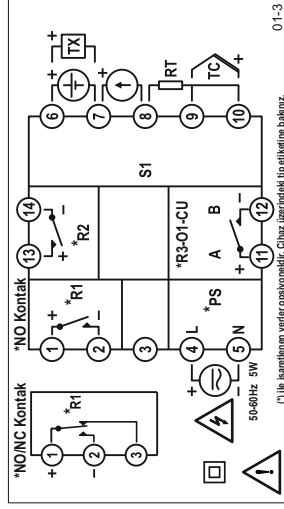 *NO/NC Kontak
*R1
+ 1
− 2
3
*NO Kontak
1 +
*R1
2 −
3
4 L
+
*PS
−
5 N
50-60Hz 5W
13 14
+ −
*R2
*R3-O1-CU
A B
+ −
11 12
S1
6 +
TX
7 +
8
RT
9
TC
10 +
(*) ile işaretlenen yerler opsiyoneldir. Cihaz üzerindeki tip etiketine bakınız.
01-3